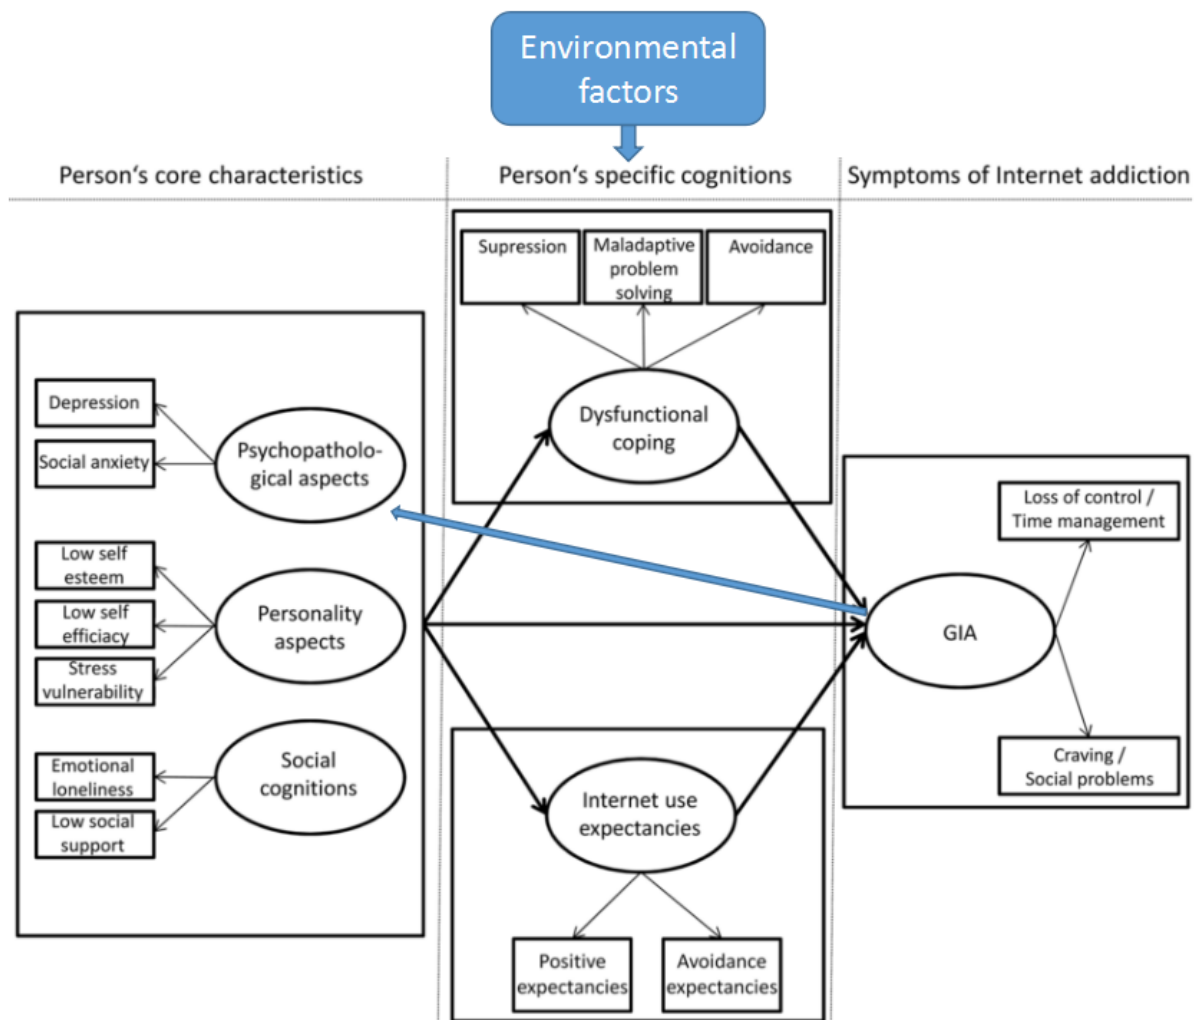 Environmental
factors
Person's core characteristics
Person's specific cognitions
Symptoms of Internet addiction
Supression
Maladaptive
problem
solving
Avoidance
Dysfunctional
coping
Depression
Social anxiety
Psychopatholo-
gical aspects
Low self
esteem
Low self
efficiacy
Stress
vulnerability
Personality
aspects
Emotional
loneliness
Low social
support
Social
cognitions
Internet use
expectancies
Positive
expectancies
Avoidance
expectancies
Loss of control /
Time management
GIA
Craving /
Social problems